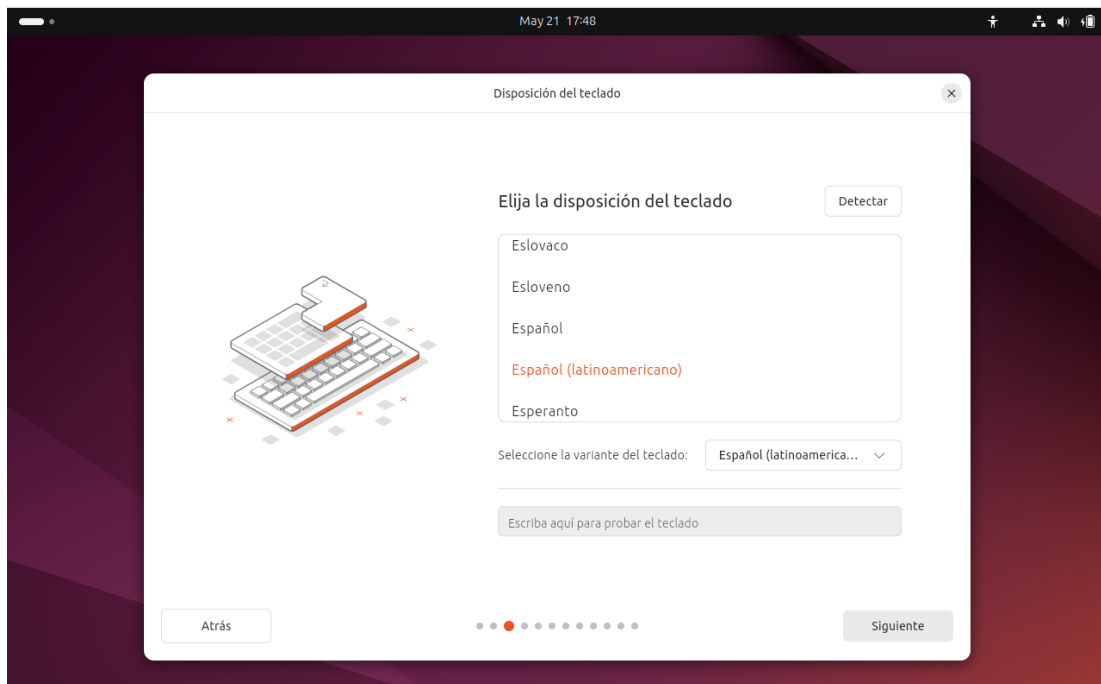 May 21 17:48
Disposición del teclado
Elija la disposición del teclado
Detectar
Eslovaco
Esloveno
Español
Español (latinoamericano)
Esperanto
Seleccione la variante del teclado:
Español (latinoamerica...
Escriba aquí para probar el teclado
Atrás
Siguiente